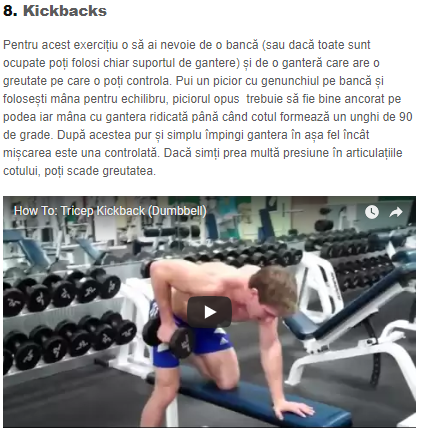 8. Kickbacks
Pentru acest exercițiu o să ai nevoie de o bancă (sau dacă toate sunt
ocupate poți folosi chiar suportul de gantere) și de o ganteră care are o
greutate pe care o poți controla. Pui un picior cu genunchiul pe bancă și
folosești mâna pentru echilibru, piciorul opus  trebuie să fie bine ancorat pe
podea iar mâna cu gantera ridicată până când cotul formează un unghi de 90
de grade. După acestea pur și simplu împingi gantera în așa fel încât
mișcarea este una controlată. Dacă simți prea multă presiune în articulațiile
cotului, poți scade greutatea.
How To: Tricep Kickback (Dumbbell)